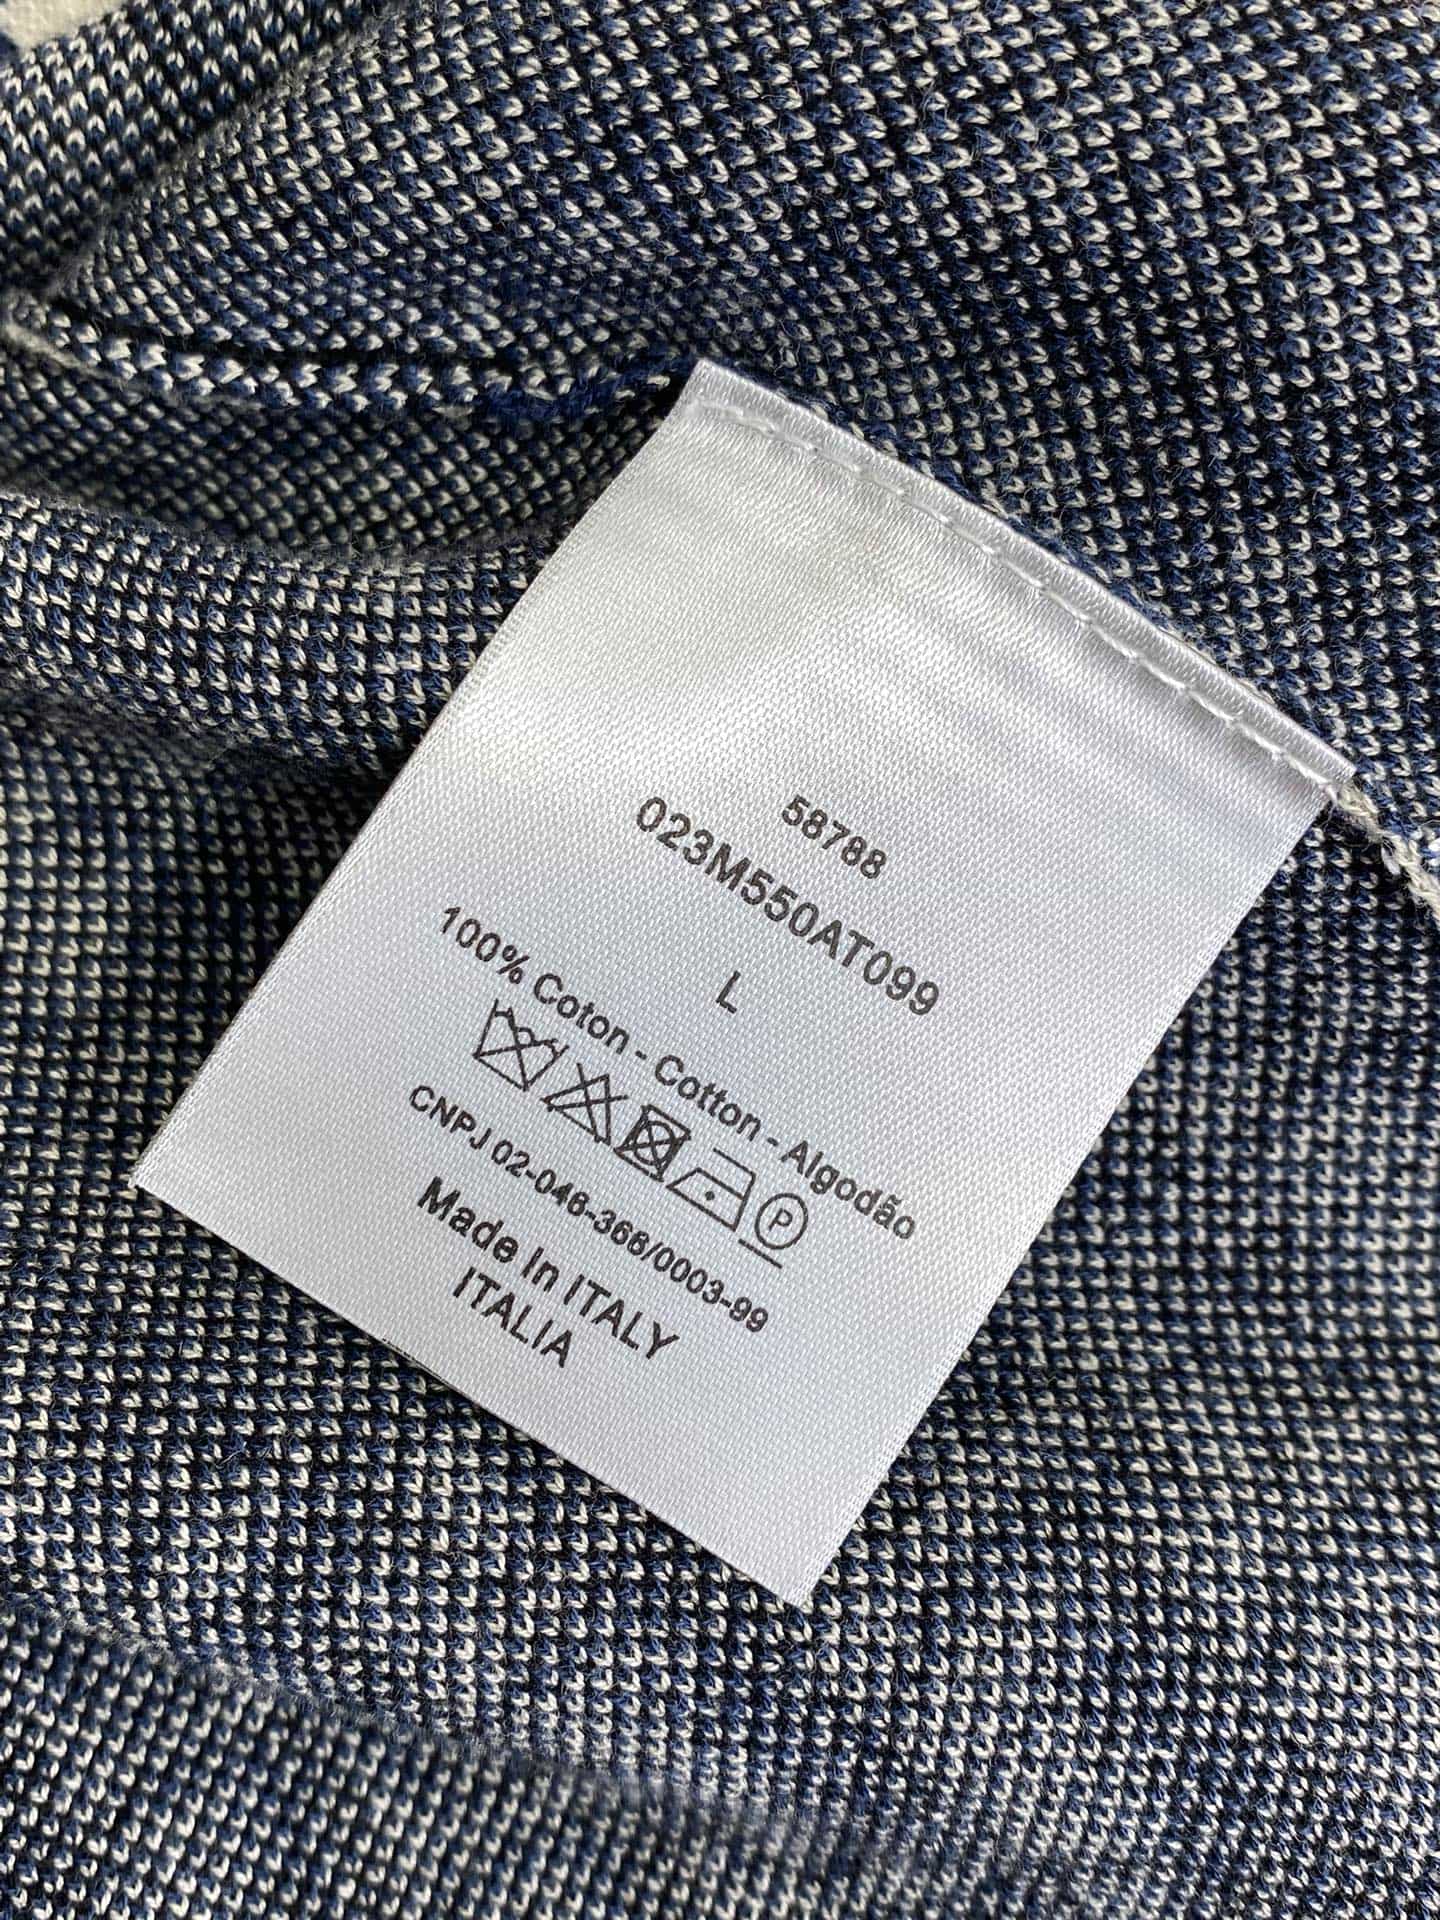 58788
023M550AT099
L
100% Coton - Cotton - Algodão
P
CNPJ 02-046-366/0003-99
Made In ITALY
ITALIA